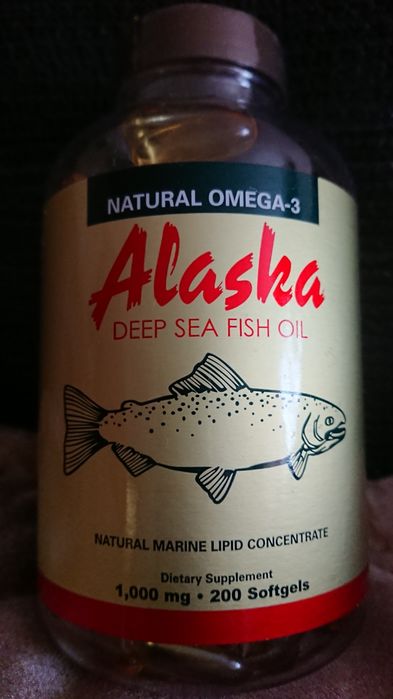 NATURAL OMEGA-3
Alaska
DEEP SEA FISH OIL
NATURAL MARINE LIPID CONCENTRATE
Dietary Supplement
1,000 mg • 200 Softgels